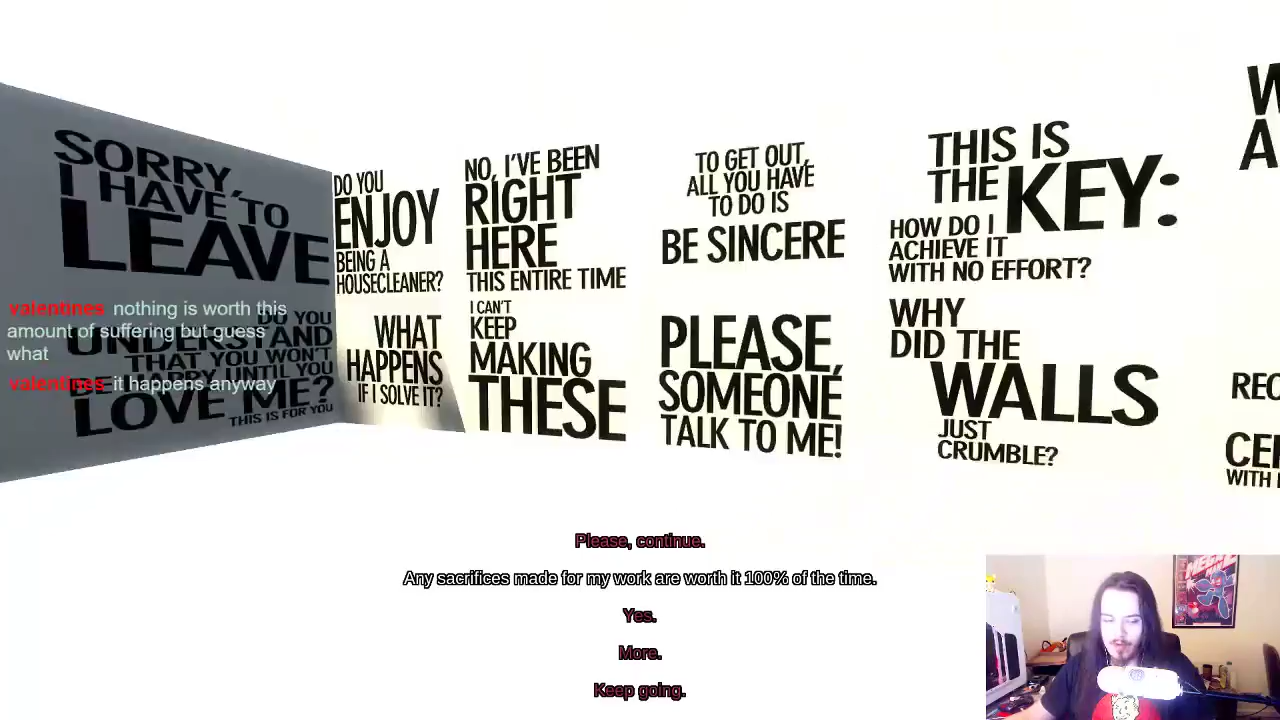 SORRY,
I HAVE TO
LEAVE
DO YOU
UNDERSTAND
THAT YOU WON'T
BE HAPPY UNTIL YOU
LOVE ME?
THIS IS FOR YOU
valentines nothing is worth this
amount of suffering but guess
what
valentines it happens anyway
DO YOU
ENJOY
BEING A
HOUSECLEANER?
WHAT
HAPPENS
IF I SOLVE IT?
NO, I'VE BEEN
RIGHT
HERE
THIS ENTIRE TIME
I CAN'T
KEEP
MAKING
THESE
TO GET OUT,
ALL YOU HAVE
TO DO IS
BE SINCERE
PLEASE,
SOMEONE
TALK TO ME!
THIS IS
THE KEY:
HOW DO I
ACHIEVE IT
WITH NO EFFORT?
WHY
DID THE
WALLS
JUST
CRUMBLE?
Please, continue.
Any sacrifices made for my work are worth it 100% of the time.
Yes.
More.
Keep going.
MEGA MAN